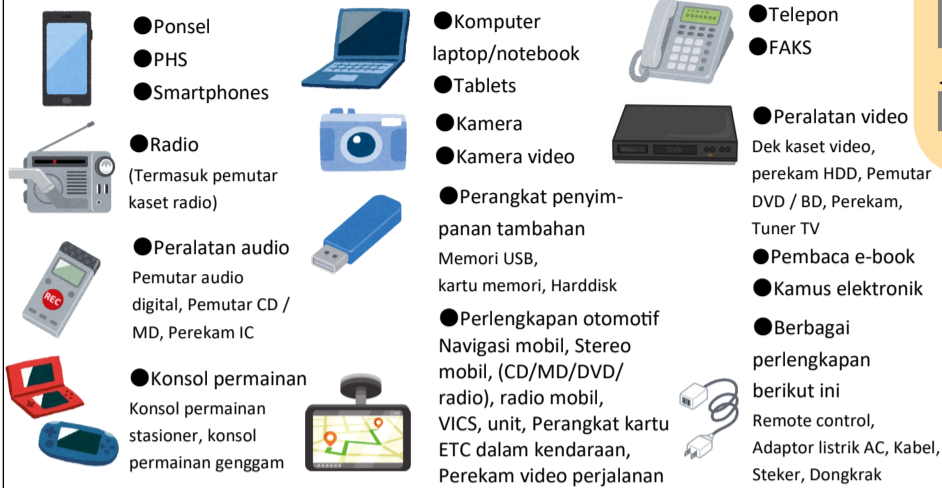 ●Ponsel
●PHS
●Smartphones
●Radio
(Termasuk pemutar
kaset radio)
●Peralatan audio
Pemutar audio
digital, Pemutar CD /
MD, Perekam IC
REC
●Konsol permainan
Konsol permainan
stasioner, konsol
permainan genggam
●Komputer
laptop/notebook
●Tablets
●Kamera
●Kamera video
●Perangkat penyim-
panan tambahan
Memori USB,
kartu memori, Harddisk
●Perlengkapan otomotif
Navigasi mobil, Stereo
mobil, (CD/MD/DVD/
radio), radio mobil,
VICS, unit, Perangkat kartu
ETC dalam kendaraan,
Perekam video perjalanan
●Telepon
●FAKS
●Peralatan video
Dek kaset video,
perekam HDD, Pemutar
DVD / BD, Perekam,
Tuner TV
●Pembaca e-book
●Kamus elektronik
●Berbagai
perlengkapan
berikut ini
Remote control,
Adaptor listrik AC, Kabel,
Steker, Dongkrak